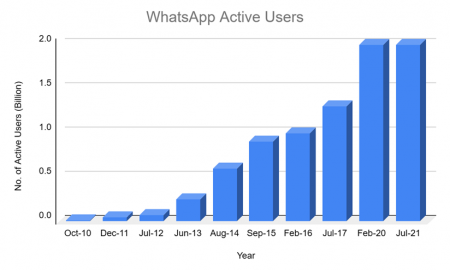 WhatsApp Active Users
No. of Active Users (Billion)
2.0
1.5
1.0
0.5
0.0
Oct-10 Dec-11 Jul-12 Jun-13 Aug-14 Sep-15 Feb-16 Jul-17 Feb-20 Jul-21
Year